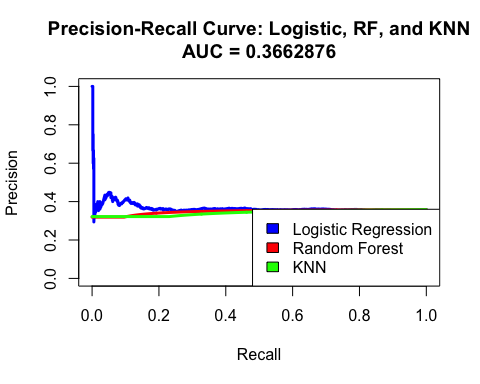 Precision-Recall Curve: Logistic, RF, and KNN
AUC = 0.3662876
Precision
1.0
0.8
0.6
0.4
0.2
0.0
Logistic Regression
Random Forest
KNN
0.0 0.2 0.4 0.6 0.8 1.0
Recall